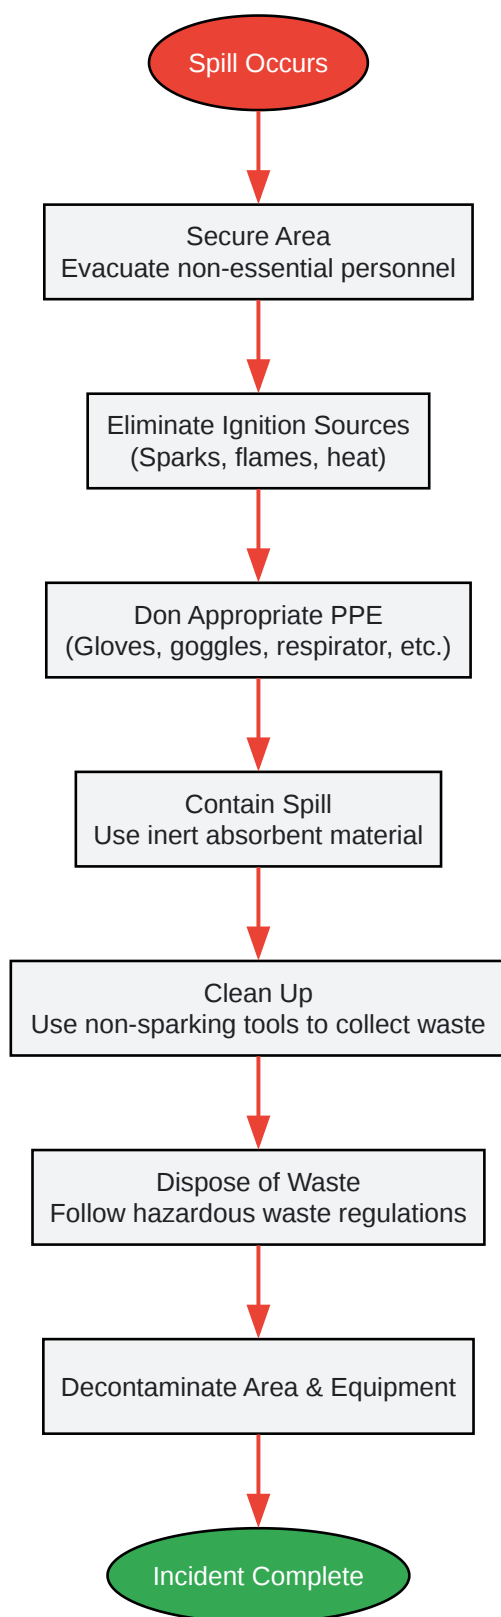 Spill Occurs
Secure Area
Evacuate non-essential personnel
Eliminate Ignition Sources
(Sparks, flames, heat)
Don Appropriate PPE
(Gloves, goggles, respirator, etc.)
Contain Spill
Use inert absorbent material
Clean Up
Use non-sparking tools to collect waste
Dispose of Waste
Follow hazardous waste regulations
Decontaminate Area & Equipment
Incident Complete